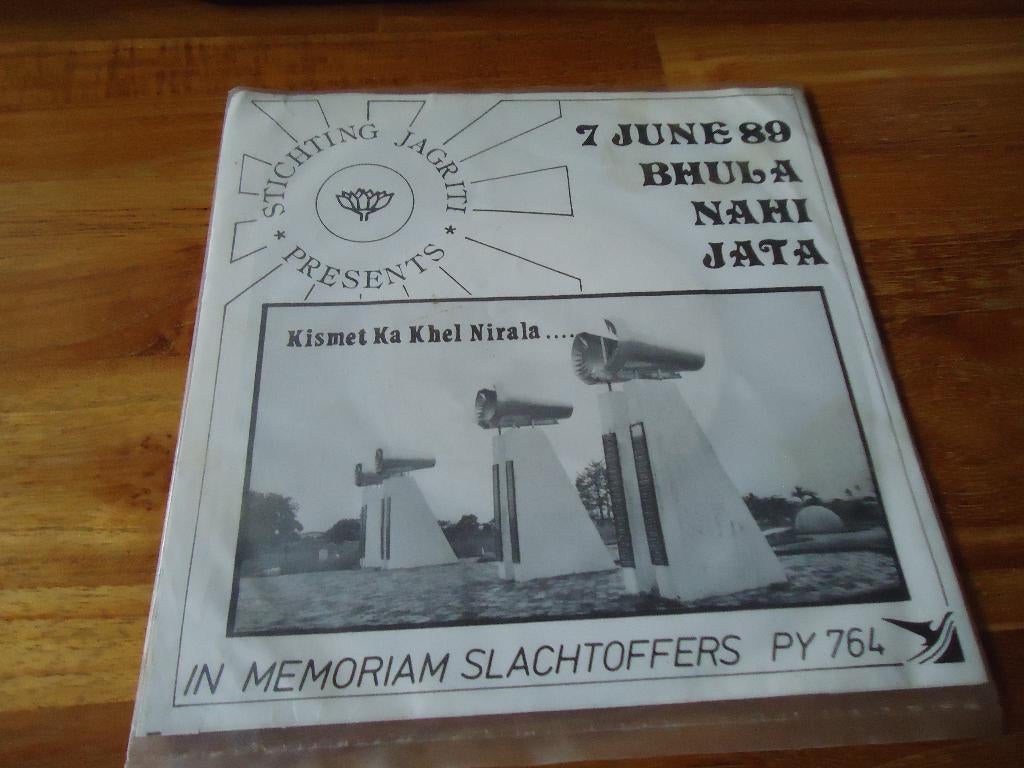 STICHTING JAGRITI
* PRESENTS *
7 JUNE 89
BHULA
NAHI
JATA
Kismet Ka Khel Nirala ....
IN MEMORIAM SLACHTOFFERS PY 764